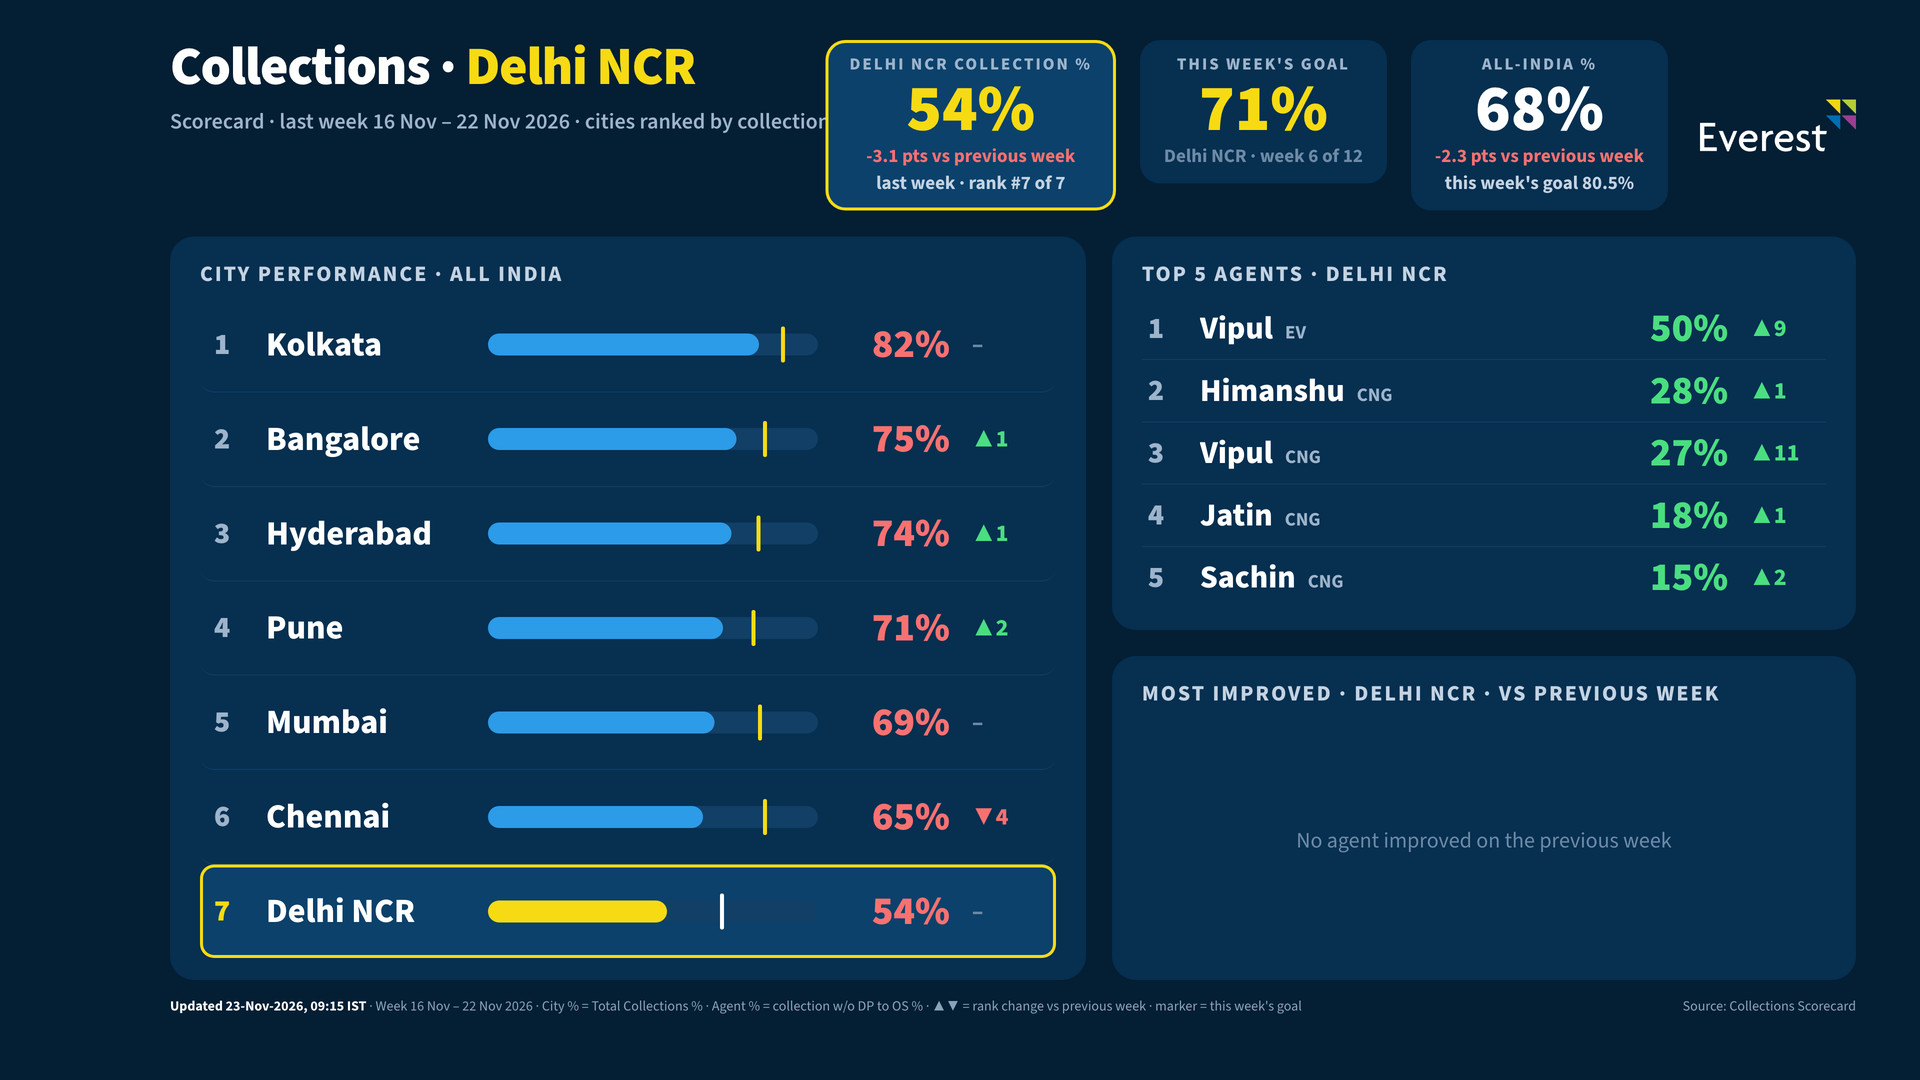 Collections · Delhi NCR
Scorecard · last week 16 Nov – 22 Nov 2026 · cities ranked by collection
DELHI NCR COLLECTION %
54%
-3.1 pts vs previous week
last week · rank #7 of 7
THIS WEEK'S GOAL
71%
Delhi NCR · week 6 of 12
ALL-INDIA %
68%
-2.3 pts vs previous week
this week's goal 80.5%
Everest
CITY PERFORMANCE · ALL INDIA
1 Kolkata 82% –
2 Bangalore 75% ▲1
3 Hyderabad 74% ▲1
4 Pune 71% ▲2
5 Mumbai 69% –
6 Chennai 65% ▼4
7 Delhi NCR 54% –
TOP 5 AGENTS · DELHI NCR
1 Vipul EV 50% ▲9
2 Himanshu CNG 28% ▲1
3 Vipul CNG 27% ▲11
4 Jatin CNG 18% ▲1
5 Sachin CNG 15% ▲2
MOST IMPROVED · DELHI NCR · VS PREVIOUS WEEK
No agent improved on the previous week
Updated 23-Nov-2026, 09:15 IST · Week 16 Nov – 22 Nov 2026 · City % = Total Collections % · Agent % = collection w/o DP to OS % · ▲ ▼ = rank change vs previous week · marker = this week's goal
Source: Collections Scorecard